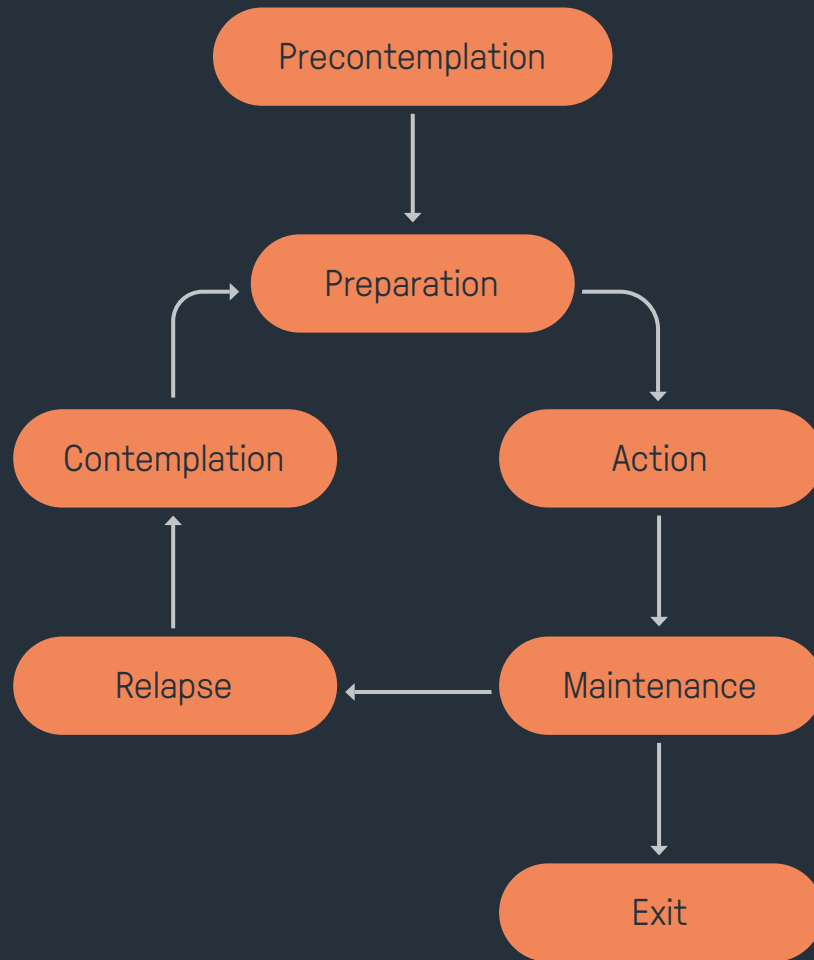 Precontemplation
Preparation
Contemplation
Action
Relapse
Maintenance
Exit